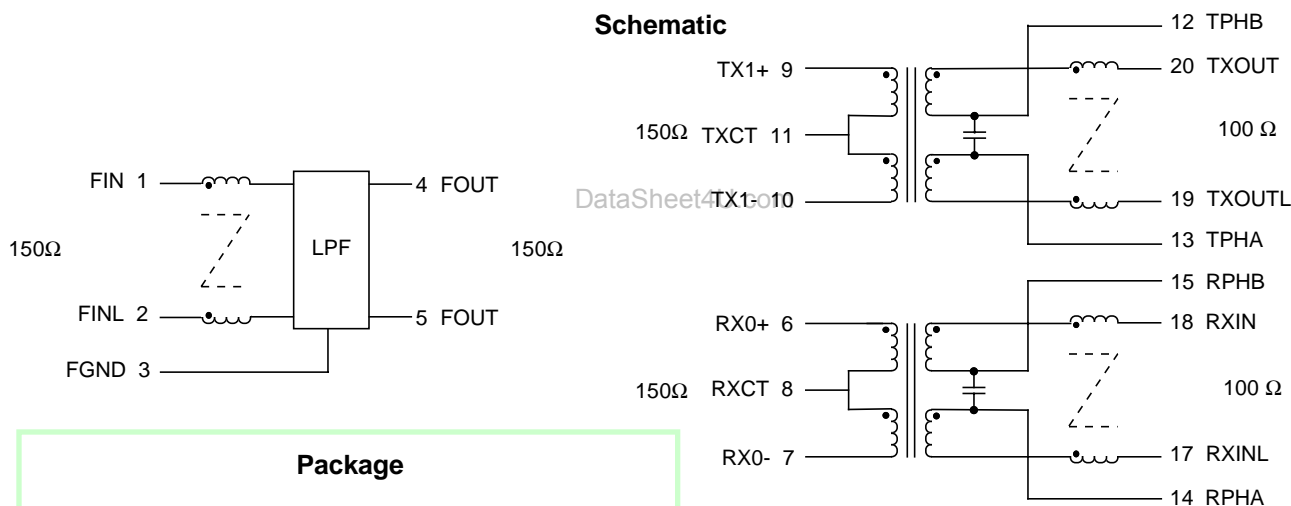 Schematic
FIN 1
150Ω
FINL 2
FGND 3
LPF
4 FOUT
150Ω
5 FOUT
Package
TX1+ 9
150Ω
TXCT 11
DataSheet4U.com
TX1- 10
12 TPHB
20 TXOUT
100 Ω
19 TXOUTL
13 TPHA
RX0+ 6
150Ω
RXCT 8
RX0- 7
15 RPHB
18 RXIN
100 Ω
17 RXINL
14 RPHA